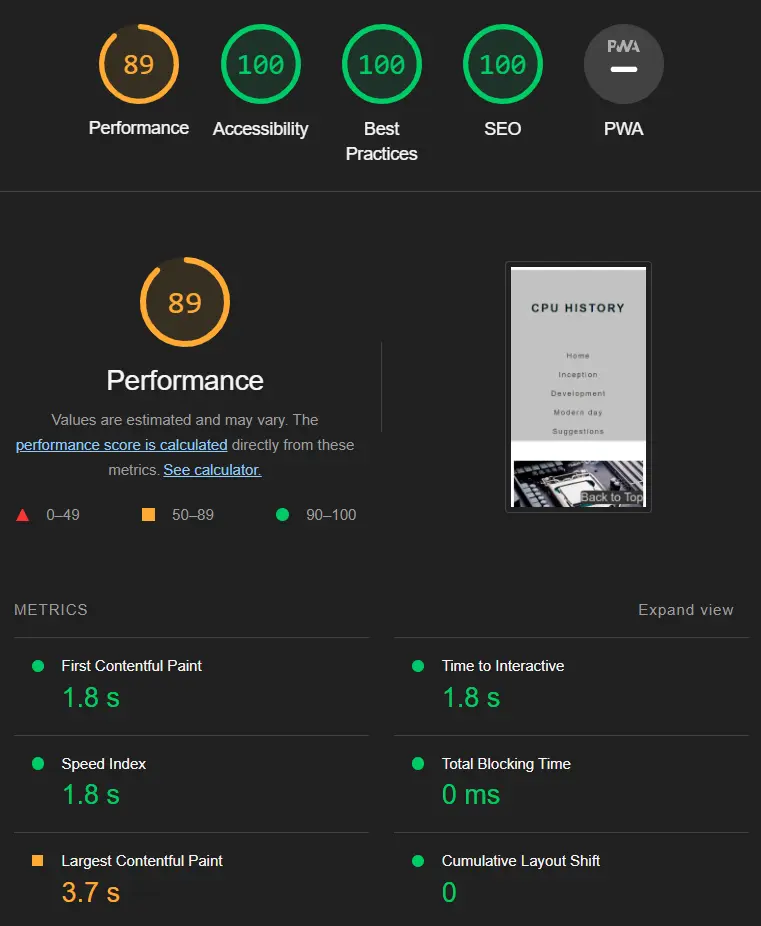 89
100
100
100
PWA
Performance
Accessibility
Best
Practices
SEO
PWA
89
Performance
Values are estimated and may vary. The
performance score is calculated directly from these
metrics. See calculator.
0–49
50–89
90–100
CPU HISTORY
Home
Inception
Development
Modern day
Suggestions
Back to Top
METRICS
Expand view
First Contentful Paint
1.8 s
Time to Interactive
1.8 s
Speed Index
1.8 s
Total Blocking Time
0 ms
Largest Contentful Paint
3.7 s
Cumulative Layout Shift
0